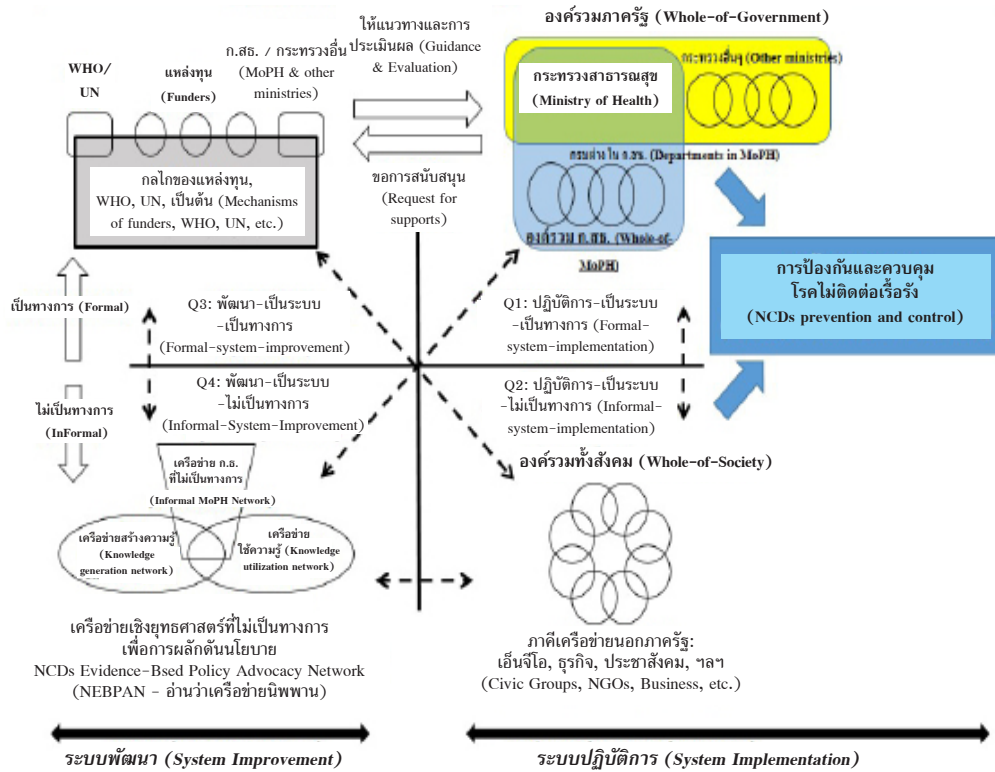 องค์รวมภาครัฐ (Whole-of-Government)
WHO/
UN
แหล่งทุน
(Funders)
ก.สธ. / กระทรวงอื่น
(MoPH & other
ministries)
ให้แนวทางและการ
ประเมินผล (Guidance
& Evaluation)
กระทรวงสาธารณสุข
(Ministry of Health)
กระทรวงอื่นๆ (Other ministries)
กลไกของแหล่งทุน,
WHO, UN, เป็นต้น (Mechanisms
of funders, WHO, UN, etc.)
ขอการสนับสนุน
(Request for
supports)
กรมต่างๆ ใน ก.สธ. (Departments in MoPH)
องค์รวม ก.สธ. (Whole-of-
MoPH)
การป้องกันและควบคุม
โรคไม่ติดต่อเรื้อรัง
(NCDs prevention and control)
เป็นทางการ (Formal)
Q3: พัฒนา-เป็นระบบ
-เป็นทางการ
(Formal-system-improvement)
Q1: ปฏิบัติการ-เป็นระบบ
-เป็นทางการ (Formal-
system-implementation)
ไม่เป็นทางการ
(InFormal)
Q4: พัฒนา-เป็นระบบ
-ไม่เป็นทางการ
(Informal-System-Improvement)
Q2: ปฏิบัติการ-เป็นระบบ
-ไม่เป็นทางการ (Informal-
system-implementation)
เครือข่าย ก.ธ.
ที่ไม่เป็นทางการ
(Informal MoPH Network)
องค์รวมทั้งสังคม (Whole-of-Society)
เครือข่ายสร้างความรู้
(Knowledge
generation network)
เครือข่าย
ใช้ความรู้ (Knowledge
utilization network)
เครือข่ายเชิงยุทธศาสตร์ที่ไม่เป็นทางการ
เพื่อการผลักดันนโยบาย
NCDs Evidence-Bsed Policy Advocacy Network
(NEBPAN - อ่านว่าเครือข่ายนิพพาน)
ภาคีเครือข่ายนอกภาครัฐ:
เอ็นจีโอ, ธุรกิจ, ประชาสังคม, ฯลฯ
(Civic Groups, NGOs, Business, etc.)
ระบบพัฒนา (System Improvement)
ระบบปฏิบัติการ (System Implementation)